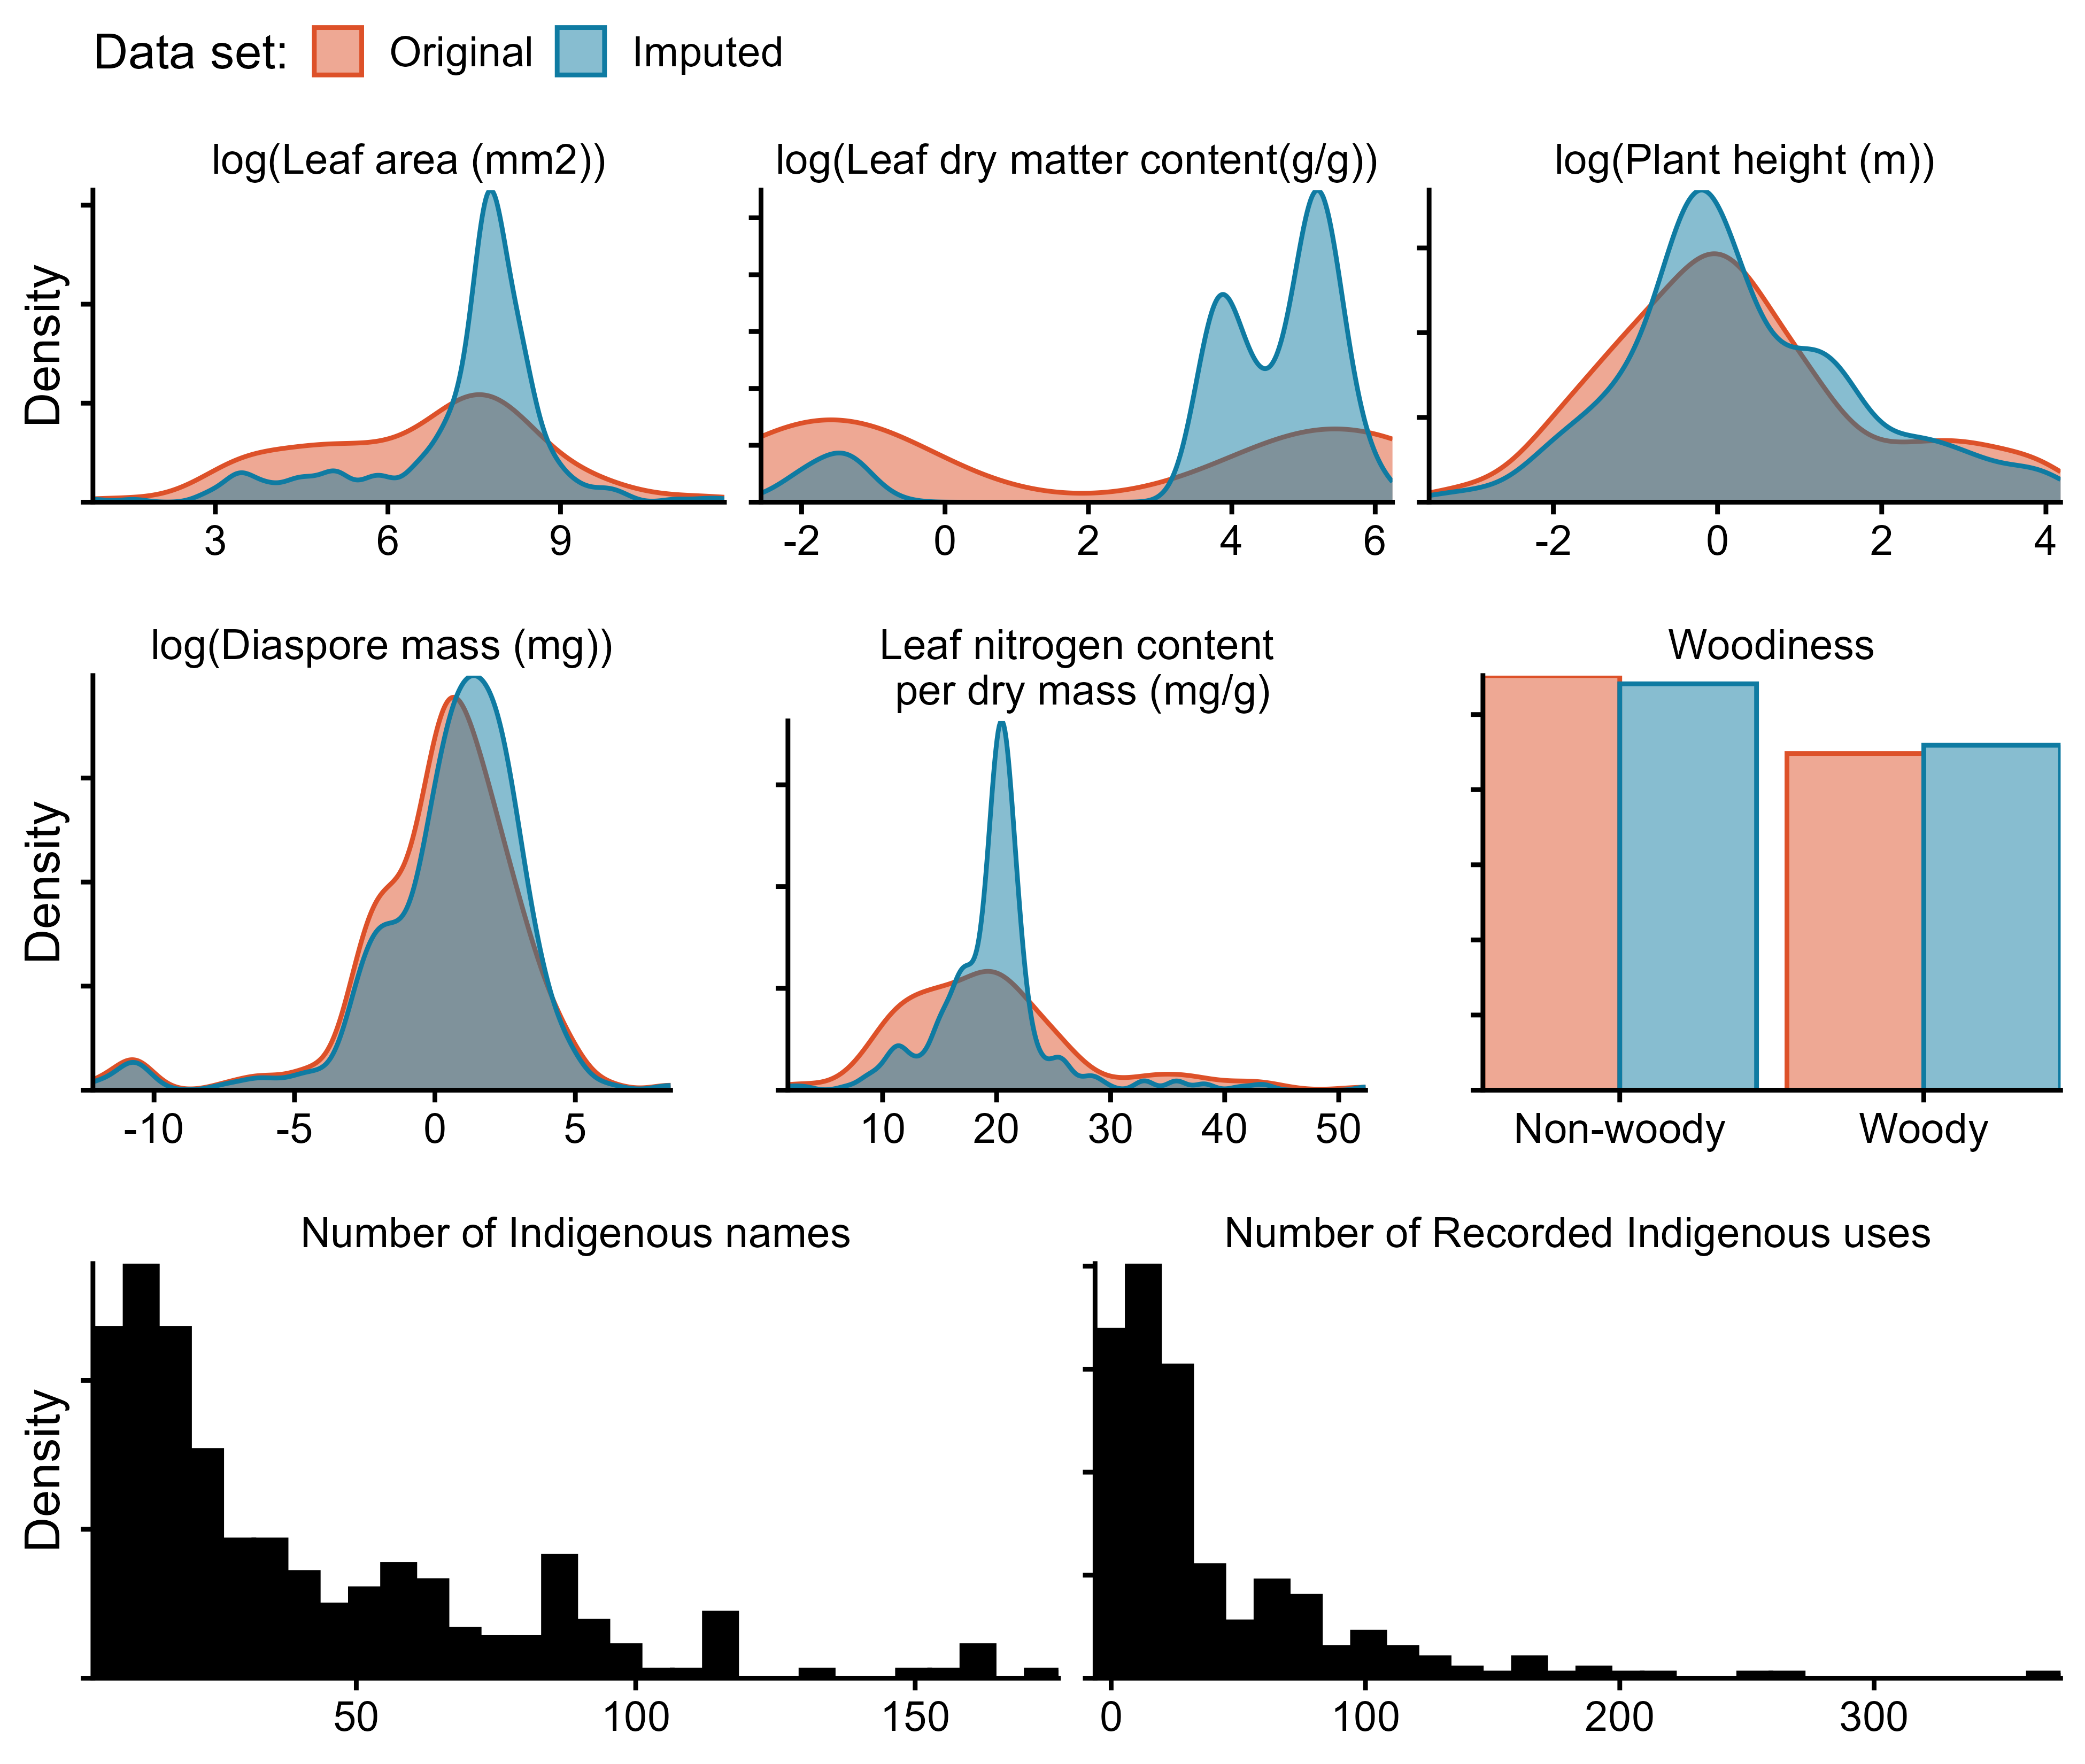 Data set: Original Imputed
log(Leaf area (mm2)) log(Leaf dry matter content(g/g)) log(Plant height (m))
Density
3 6 9 -2 0 2 4 6 -2 0 2 4
log(Diaspore mass (mg)) Leaf nitrogen content Woodiness
per dry mass (mg/g)
Density
-10 -5 0 5 10 20 30 40 50 Non-woody Woody
Number of Indigenous names Number of Recorded Indigenous uses
Density
50 100 150 0 100 200 300